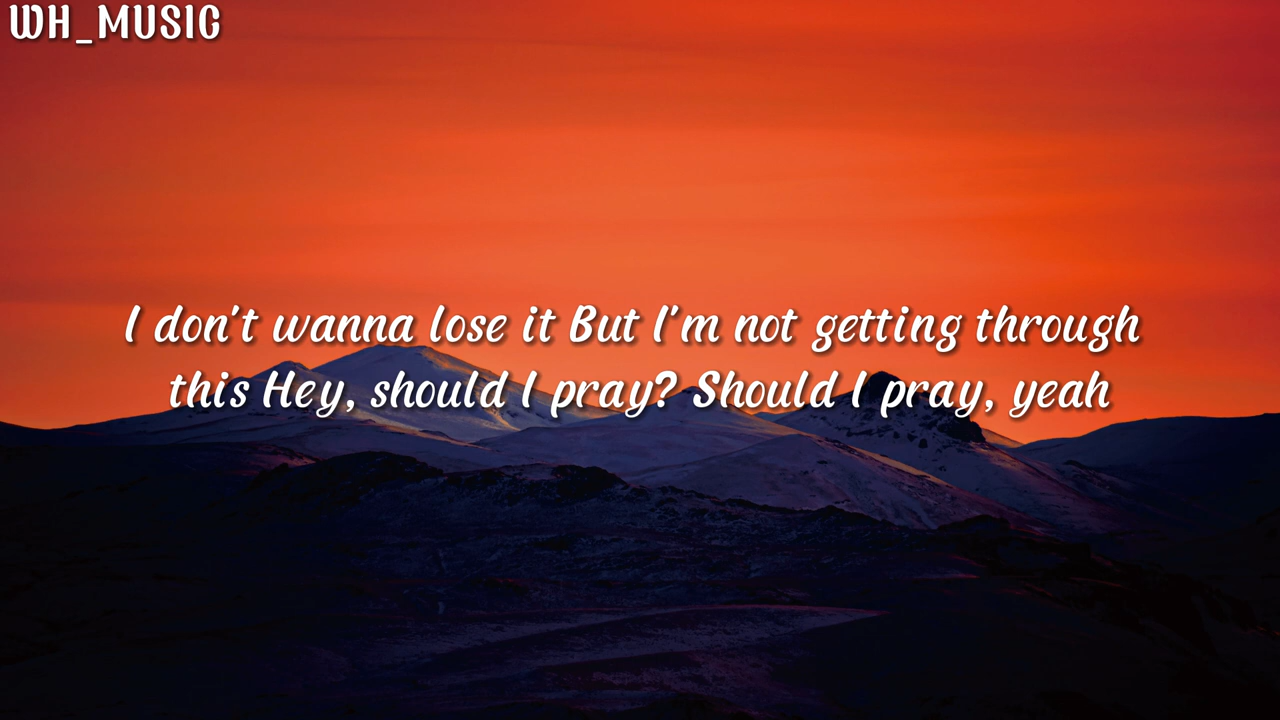 WH_MUSIC
I don't wanna lose it But I'm not getting through
this Hey, should I pray? Should I pray, yeah